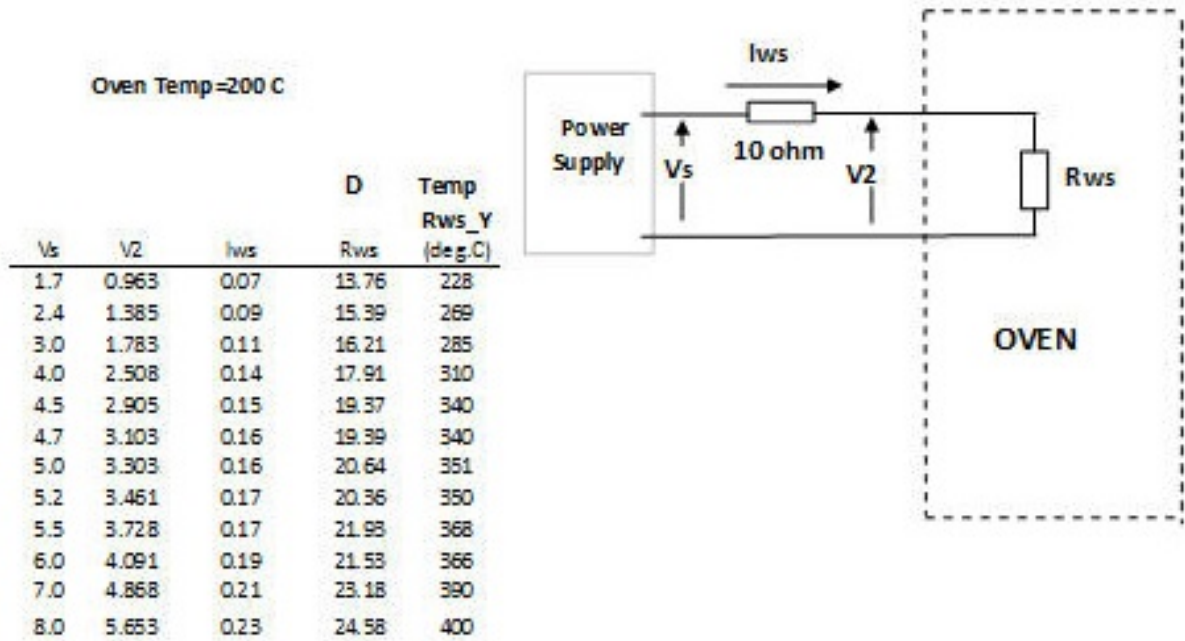 Oven Temp=200 C
D Temp
Rws_Y
Vs V2 Iws Rws (deg.C)
1.7 0.963 0.07 13.76 228
2.4 1.385 0.09 15.39 269
3.0 1.783 0.11 16.21 285
4.0 2.508 0.14 17.91 310
4.5 2.905 0.15 19.37 340
4.7 3.103 0.16 19.39 340
5.0 3.303 0.16 20.64 351
5.2 3.461 0.17 20.36 350
5.5 3.728 0.17 21.93 368
6.0 4.091 0.19 21.53 366
7.0 4.868 0.21 23.18 390
8.0 5.653 0.23 24.58 400
Iws
Power
Supply
Vs
10 ohm
V2
Rws
OVEN